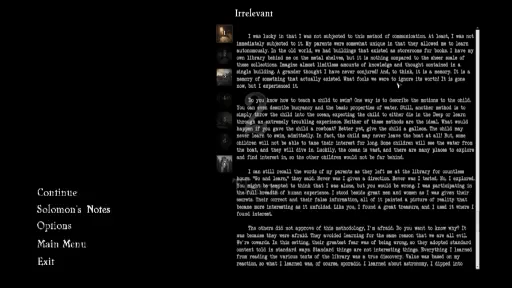 Irrelevant
I was lucky in that I was not subjected to this method of communication. At least, I was not
immediately subjected to it. My parents were somewhat unique in that they allowed me to learn
autonomously. In the old world, we had buildings that existed as storerooms for books. I have my
own library behind me on the metal shelves, but it is nothing compared to the sheer scale of
these collections. Imagine almost limitless amounts of knowledge and thought contained in a
single building. A grander thought I have never conjured! And, to think, it is a memory. It is a
memory of something that actually existed. What fools we were to ignore its worth! It is gone
now, but I experienced it.
Do you know how to teach a child to swim? One way is to describe the motions to the child.
You can even describe buoyancy and the basic properties of water. Still, another method is to
simply throw the child into the ocean, expecting the child to either die in the Deep or learn
through an extremely troubling experience. Neither of these methods are the ideal. What would
happen if you gave the child a rowboat? Better yet, give the child a galleon. The child may
never learn to swim, admittedly. In fact, the child may never leave the boat at all! But, some
children will not be able to tame their interest for long. Some children will see the water from
the boat, and they will dive in. Luckily, the ocean is vast, and there are many places to explore
and find interest in, so the other children would not be far behind.
I can still recall the words of my parents as they left me at the library for countless
hours. "Go and learn," they said. Never was I given a direction. Never was I tested. No, I explored.
You might be tempted to think that I was alone, but you would be wrong. I was participating in
the full breadth of human experience. I stood beside great men and women as I was given their
secrets. Their correct and their false information, all of it painted a picture of reality that
became more interesting as it unfolded. Like you, I found a great treasure, and I used it where I
found interest.
The others did not approve of this methodology, I'm afraid. Do you want to know why? It
was because they were afraid. They avoided learning for the same reason that we are all evil.
We're cowards. In this setting, their greatest fear was of being wrong, so they adopted standard
content told in standard ways. Standard things are not interesting things. Everything I learned
from reading the various texts of the library was a true discovery. Value was based on my
reaction, so what I learned was, of course, sporadic. I learned about astronomy. I dipped into
Continue
Solomon's Notes
Options
Main Menu
Exit